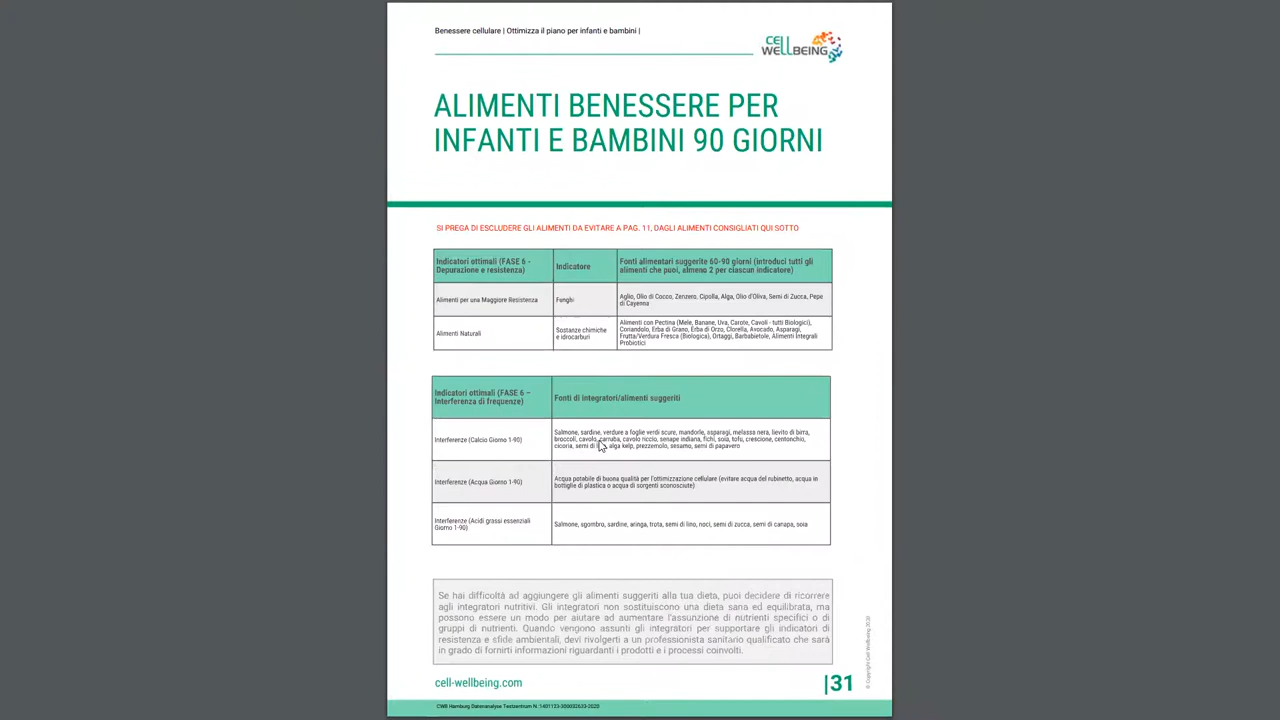 Benessere cellulare | Ottimizza il piano per infanti e bambini |
CELL
WELLBEING
ALIMENTI BENESSERE PER
INFANTI E BAMBINI 90 GIORNI
SI PREGA DI ESCLUDERE GLI ALIMENTI DA EVITARE A PAG. 11, DAGLI ALIMENTI CONSIGLIATI QUI SOTTO
Indicatori ottimali (FASE 6 -
Depurazione e resistenza)
Indicatore
Fonti alimentari suggerite 60-90 giorni (introduci tutti gli
alimenti che puoi, almeno 2 per ciascun indicatore)
Alimenti per una Maggiore Resistenza
Funghi
Aglio, Olio di Cocco, Zenzero, Cipolla, Alga, Olio d'Oliva, Semi di Zucca, Pepe
di Cayenna
Alimenti Naturali
Sostanze chimiche
e idrocarburi
Alimenti con Pectina (Mele, Banane, Uva, Carote, Cavoli - tutti Biologici),
Coriandolo, Erba di Grano, Erba di Orzo, Clorella, Avocado, Asparagi,
Frutta/Verdura Fresca (Biologica), Ortaggi, Barbabietole, Alimenti Integrali
Probiotici
Indicatori ottimali (FASE 6 –
Interferenza di frequenze)
Fonti di integratori/alimenti suggeriti
Interferenze (Calcio Giorno 1-90)
Salmone, sardine, verdure a foglie verdi scure, mandorle, asparagi, melassa nera, lievito di birra,
broccoli, cavolo, carruba, cavolo riccio, senape indiana, fichi, soia, tofu, crescione, centonchio,
cicoria, semi di alga kelp, prezzemolo, sesamo, semi di papavero
Interferenze (Acqua Giorno 1-90)
Acqua potabile di buona qualità per l'ottimizzazione cellulare (evitare acqua del rubinetto, acqua in
bottiglie di plastica o acqua di sorgenti sconosciute)
Interferenze (Acidi grassi essenziali
Giorno 1-90)
Salmone, sgombro, sardine, aringa, trota, semi di lino, noci, semi di zucca, semi di canapa, soia
Se hai difficoltà ad aggiungere gli alimenti suggeriti alla tua dieta, puoi decidere di ricorrere
agli integratori nutritivi. Gli integratori non sostituiscono una dieta sana ed equilibrata, ma
possono essere un modo per aiutare ad aumentare l'assunzione di nutrienti specifici o di
gruppi di nutrienti. Quando vengono assunti gli integratori per supportare gli indicatori di
resistenza e sfide ambientali, devi rivolgerti a un professionista sanitario qualificato che sarà
in grado di fornirti informazioni riguardanti i prodotti e i processi coinvolti.
© Copyright Cell Wellbeing 2020
cell-wellbeing.com
|31
CWB Hamburg Datenanalyse Testzentrum N: 1401123-300032633-2020